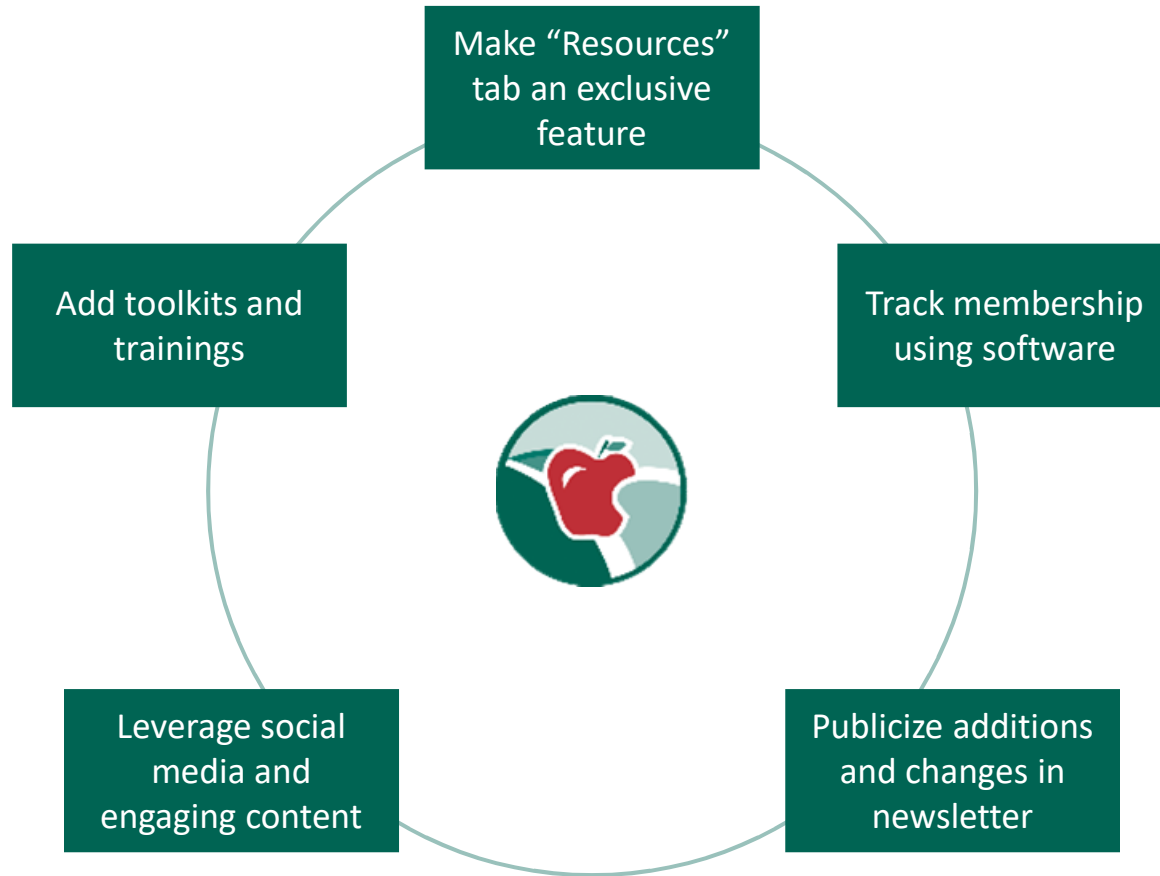 Make “Resources”
tab an exclusive
feature
Track membership
using software
Publicize additions
and changes in
newsletter
Leverage social
media and
engaging content
Add toolkits and
trainings